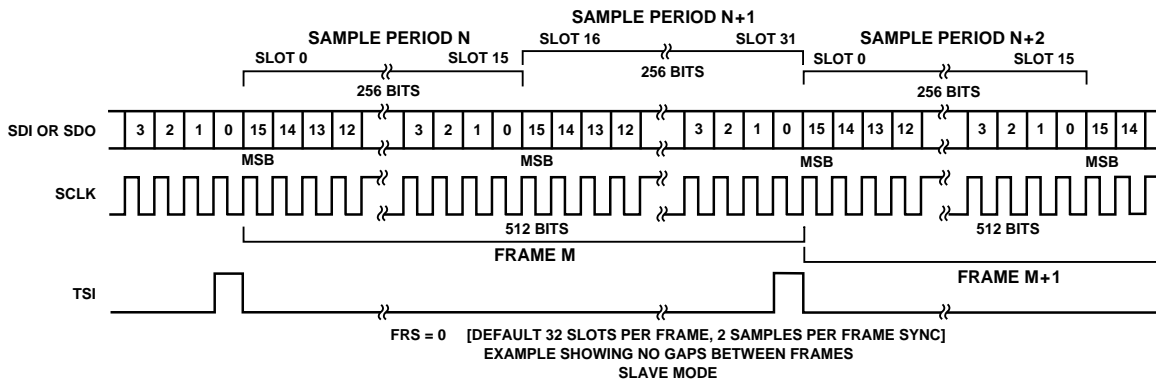 SAMPLE PERIOD N+1
SAMPLE PERIOD N SLOT 16 SLOT 31 SAMPLE PERIOD N+2
SLOT 0 SLOT 15 SLOT 0 SLOT 15
256 BITS 256 BITS 256 BITS
SDI OR SDO 3 2 1 0 15 14 13 12 3 2 1 0 15 14 13 12 3 2 1 0 15 14 13 12 3 2 1 0 15 14
MSB MSB MSB MSB
SCLK
512 BITS 512 BITS
FRAME M
FRAME M+1
TSI
FRS = 0 [DEFAULT 32 SLOTS PER FRAME, 2 SAMPLES PER FRAME SYNC]
EXAMPLE SHOWING NO GAPS BETWEEN FRAMES
SLAVE MODE